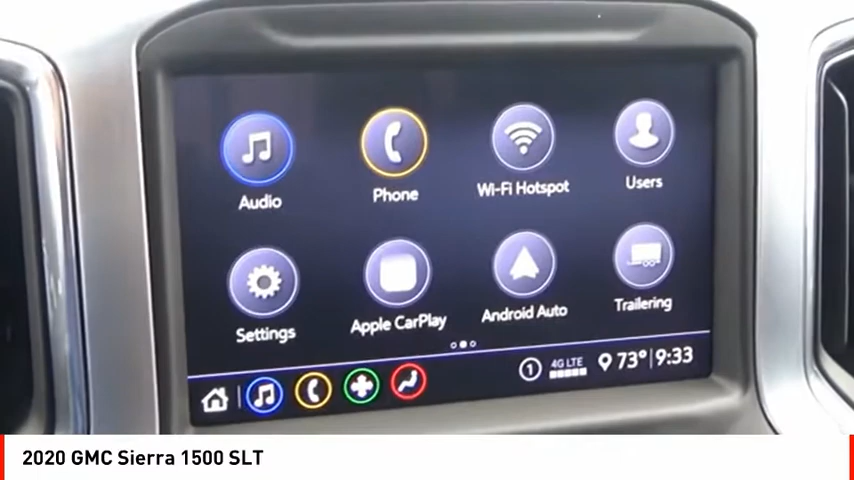 Audio
Phone
Wi-Fi Hotspot
Users
Settings
Apple CarPlay
Android Auto
Trailering
1
4G LTE
73° 9:33
2020 GMC Sierra 1500 SLT